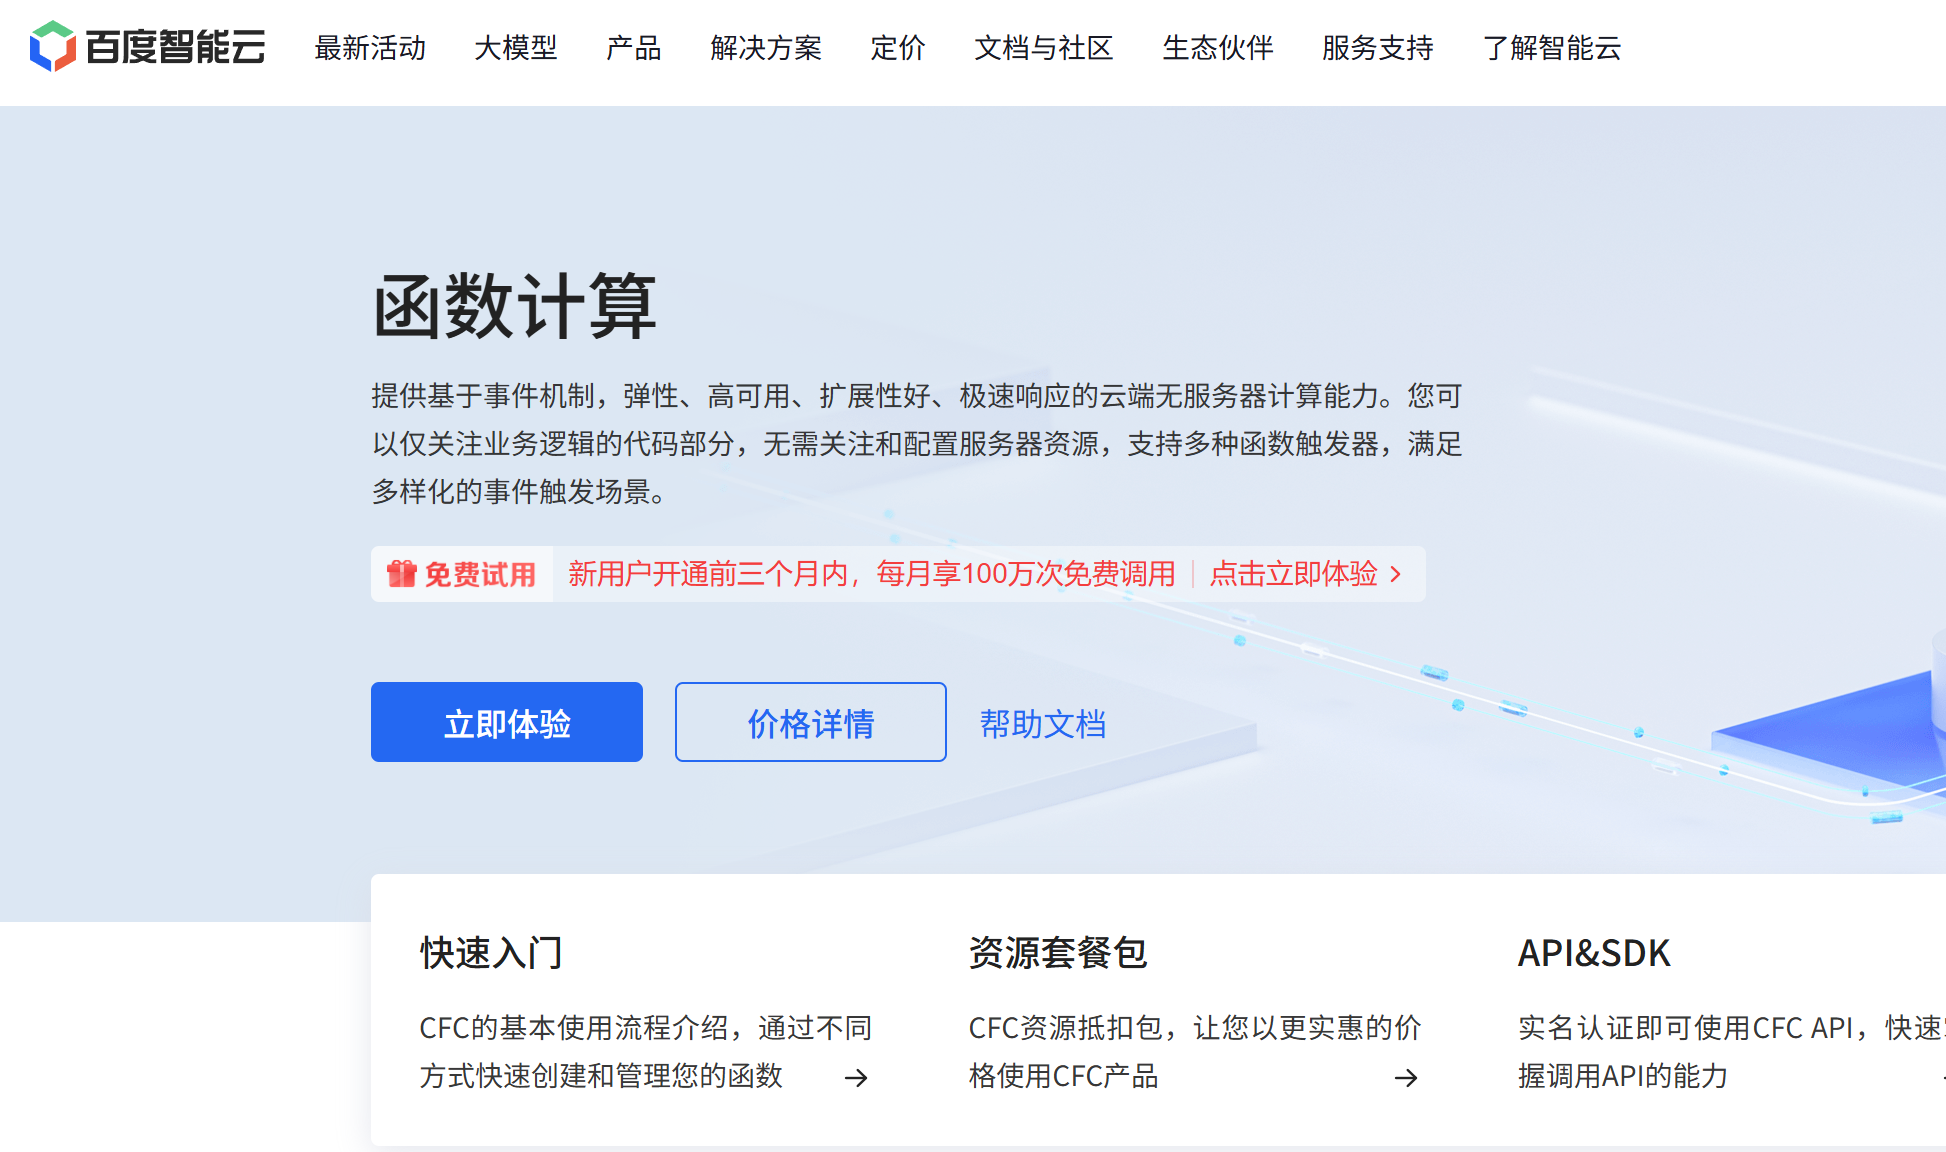 百度智能云
最新活动 大模型 产品 解决方案 定价 文档与社区 生态伙伴 服务支持 了解智能云
函数计算
提供基于事件机制，弹性、高可用、扩展性好、极速响应的云端无服务器计算能力。您可
以仅关注业务逻辑的代码部分，无需关注和配置服务器资源，支持多种函数触发器，满足
多样化的事件触发场景。
免费试用 新用户开通前三个月内，每月享100万次免费调用 点击立即体验
立即体验 价格详情 帮助文档
快速入门
CFC的基本使用流程介绍，通过不同
方式快速创建和管理您的函数
资源套餐包
CFC资源抵扣包，让您以更实惠的价
格使用CFC产品
API&SDK
实名认证即可使用CFC API，快速
握调用API的能力